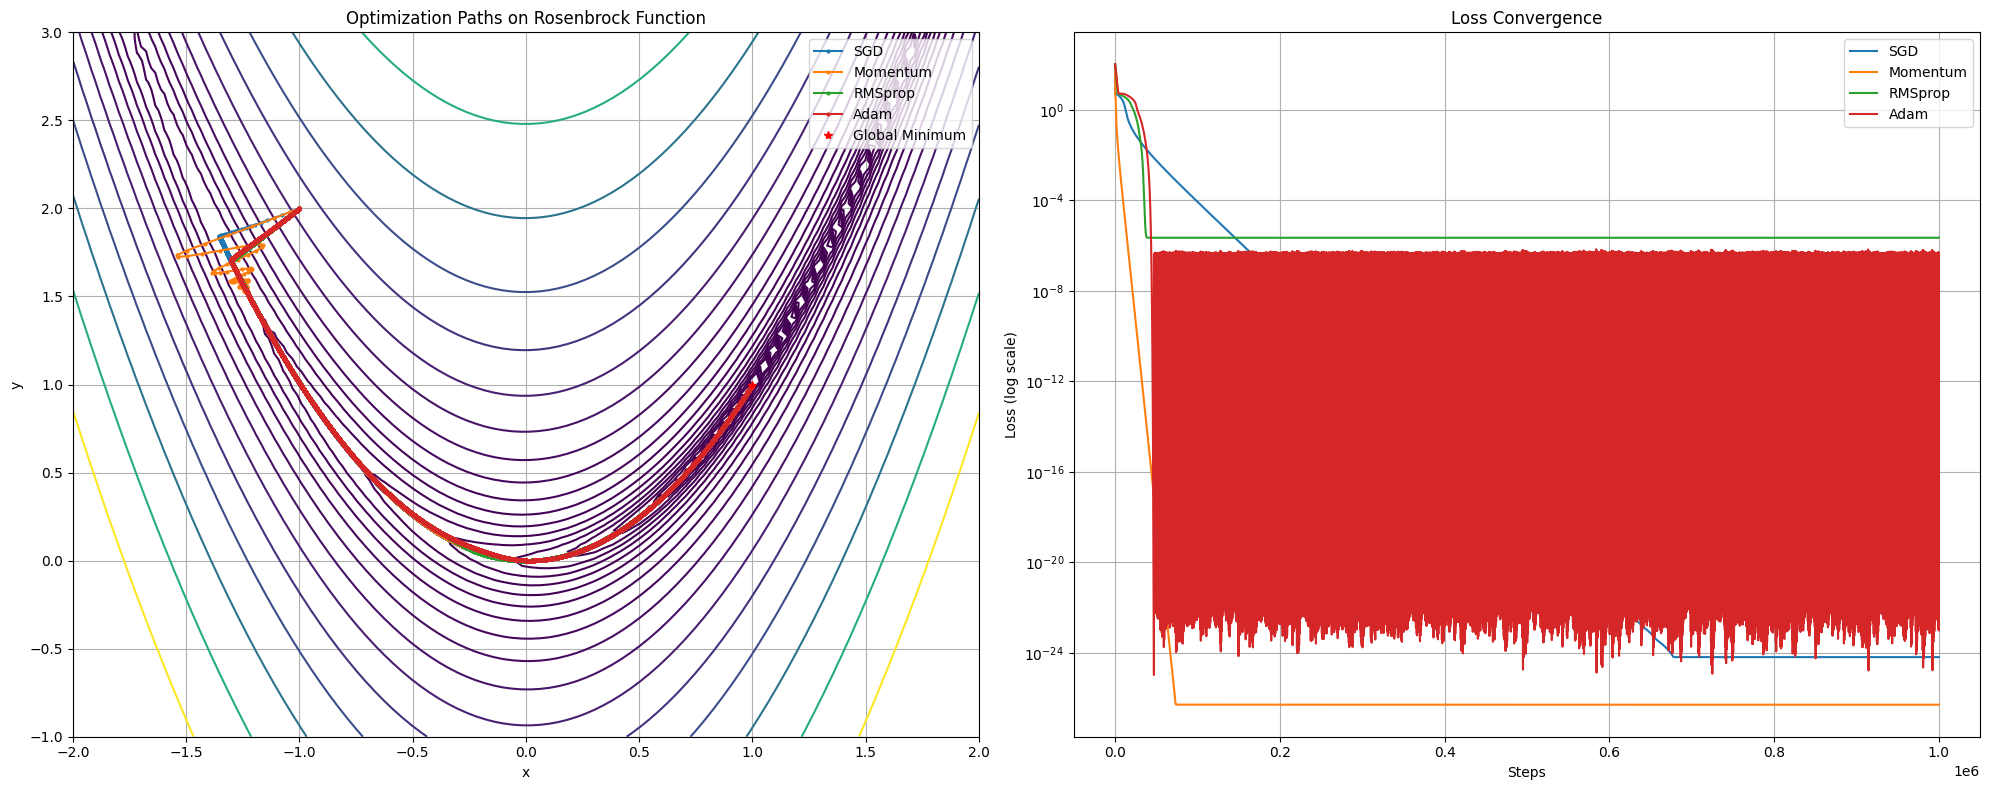 Optimization Paths on Rosenbrock Function
3.0
2.5
2.0
1.5
1.0
0.5
0.0
−0.5
−1.0
y
−2.0 −1.5 −1.0 −0.5 0.0 0.5 1.0 1.5 2.0
x
SGD
Momentum
RMSprop
Adam
Global Minimum
Loss Convergence
10^0
10^−4
10^−8
10^−12
10^−16
10^−20
10^−24
Loss (log scale)
0.0 0.2 0.4 0.6 0.8 1.0
1e6
Steps
SGD
Momentum
RMSprop
Adam